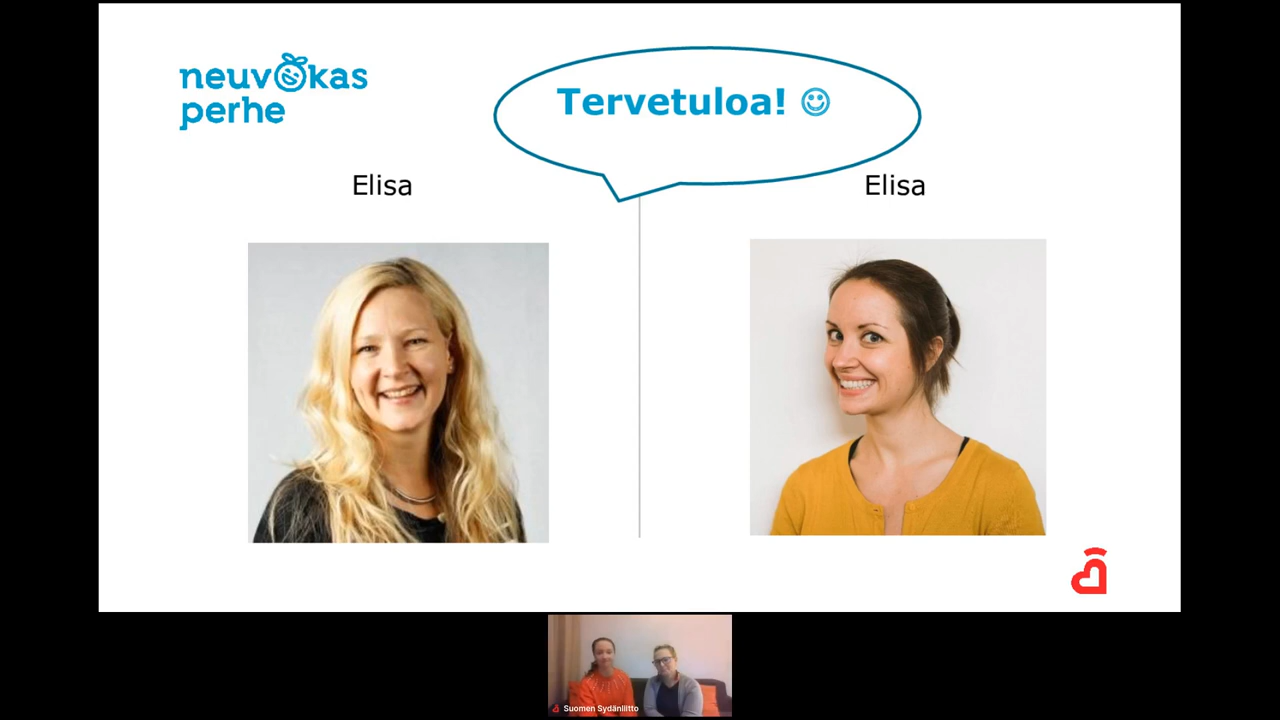 neuvokas
perhe
Tervetuloa! ☺
Elisa
Elisa
Suomen Sydänliitto